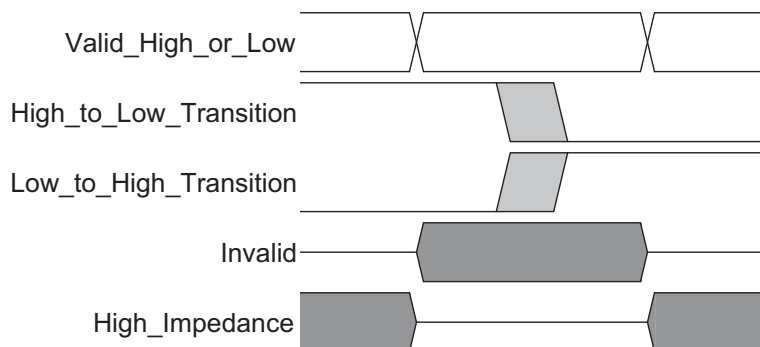 Valid_High_or_Low
High_to_Low_Transition
Low_to_High_Transition
Invalid
High_Impedance